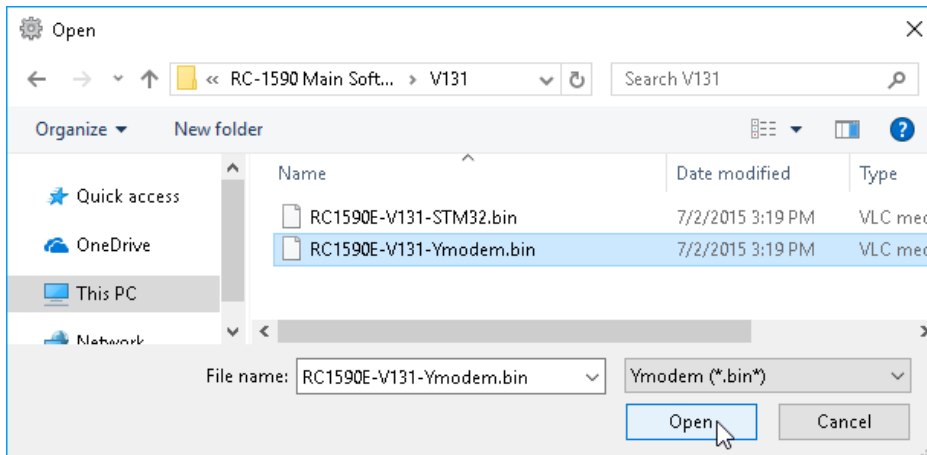 Open
« RC-1590 Main Soft... > V131
Search V131
Organize
New folder
Name
Date modified
Type
Quick access
OneDrive
This PC
Network
RC1590E-V131-STM32.bin 7/2/2015 3:19 PM VLC med
RC1590E-V131-Ymodem.bin 7/2/2015 3:19 PM VLC med
File name: RC1590E-V131-Ymodem.bin
Ymodem (*.bin*)
Open
Cancel